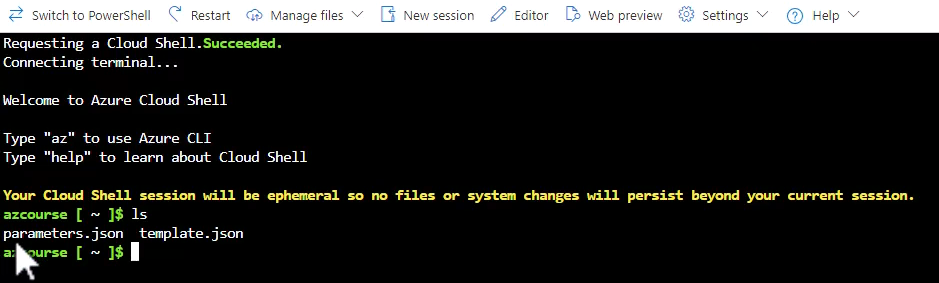 Switch to PowerShell Restart Manage files New session Editor Web preview Settings Help
Requesting a Cloud Shell.Succeeded.
Connecting terminal...
Welcome to Azure Cloud Shell
Type "az" to use Azure CLI
Type "help" to learn about Cloud Shell
Your Cloud Shell session will be ephemeral so no files or system changes will persist beyond your current session.
azcourse [ ~ ]$ ls
parameters.json template.json
azcourse [ ~ ]$